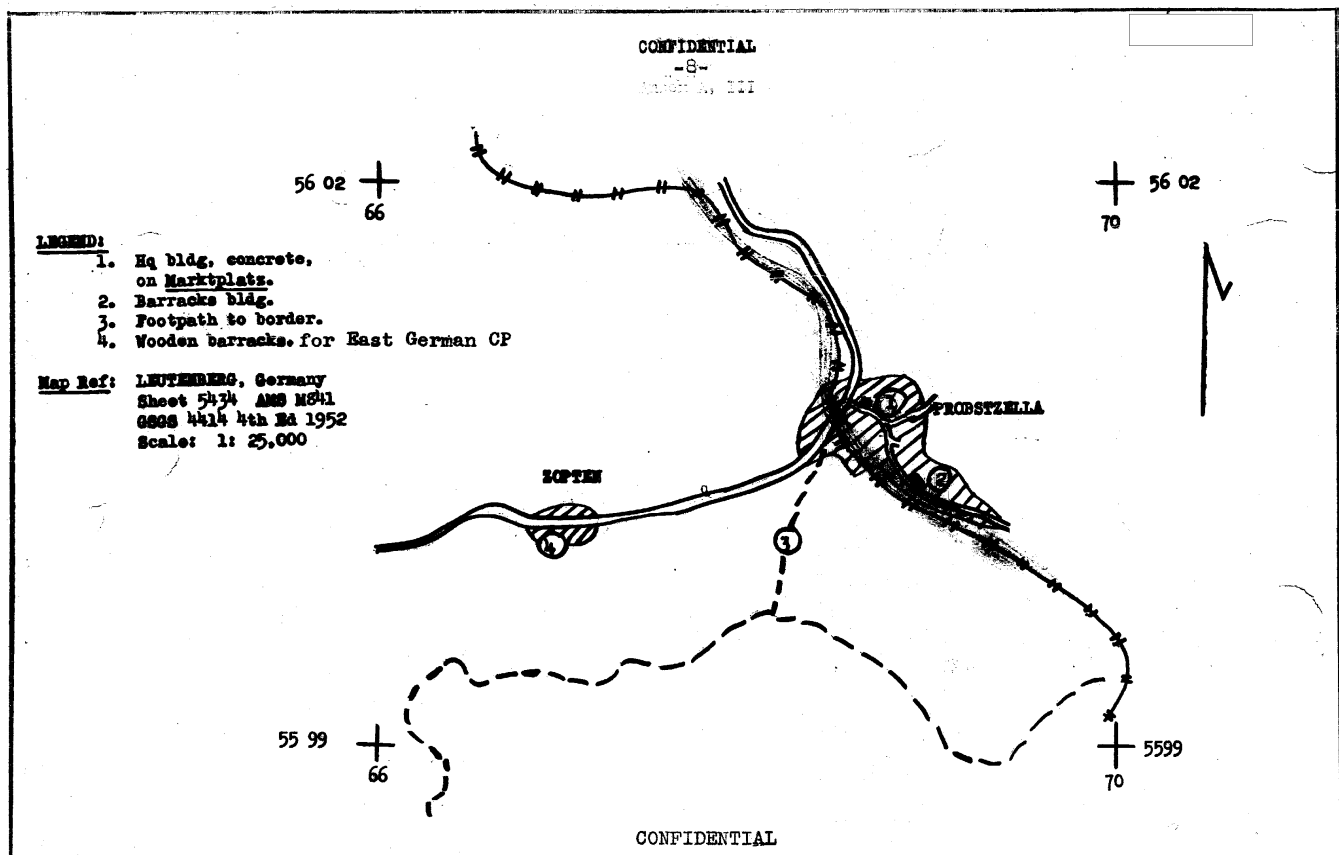 CONFIDENTIAL
-8-
Annex A, III
56 02
66
56 02
70
LEGEND:
1. Hq bldg, concrete,
on Marktplatz.
2. Barracks bldg.
3. Footpath to border.
4. Wooden barracks. for East German CP
Map Ref: LEUTENBERG, Germany
Sheet 5434 AMS M841
GSGS 4414 4th Ed 1952
Scale: 1: 25,000
1
PROBSTZELLA
ZOPTEN
2
3
4
55 99
66
5599
70
CONFIDENTIAL